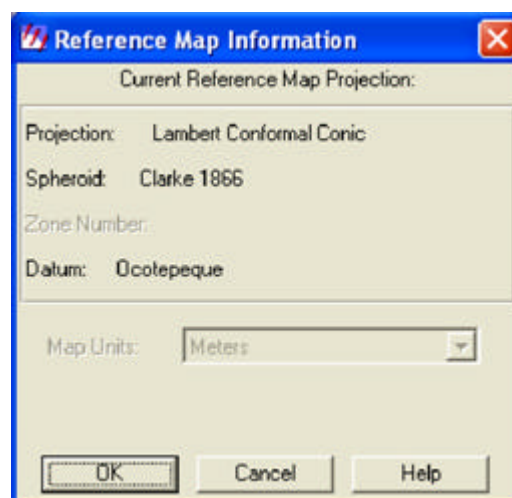 Reference Map Information
Current Reference Map Projection:
Projection: Lambert Conformal Conic
Spheroid: Clarke 1866
Zone Number:
Datum: Ocotepeque
Map Units: Meters
OK Cancel Help